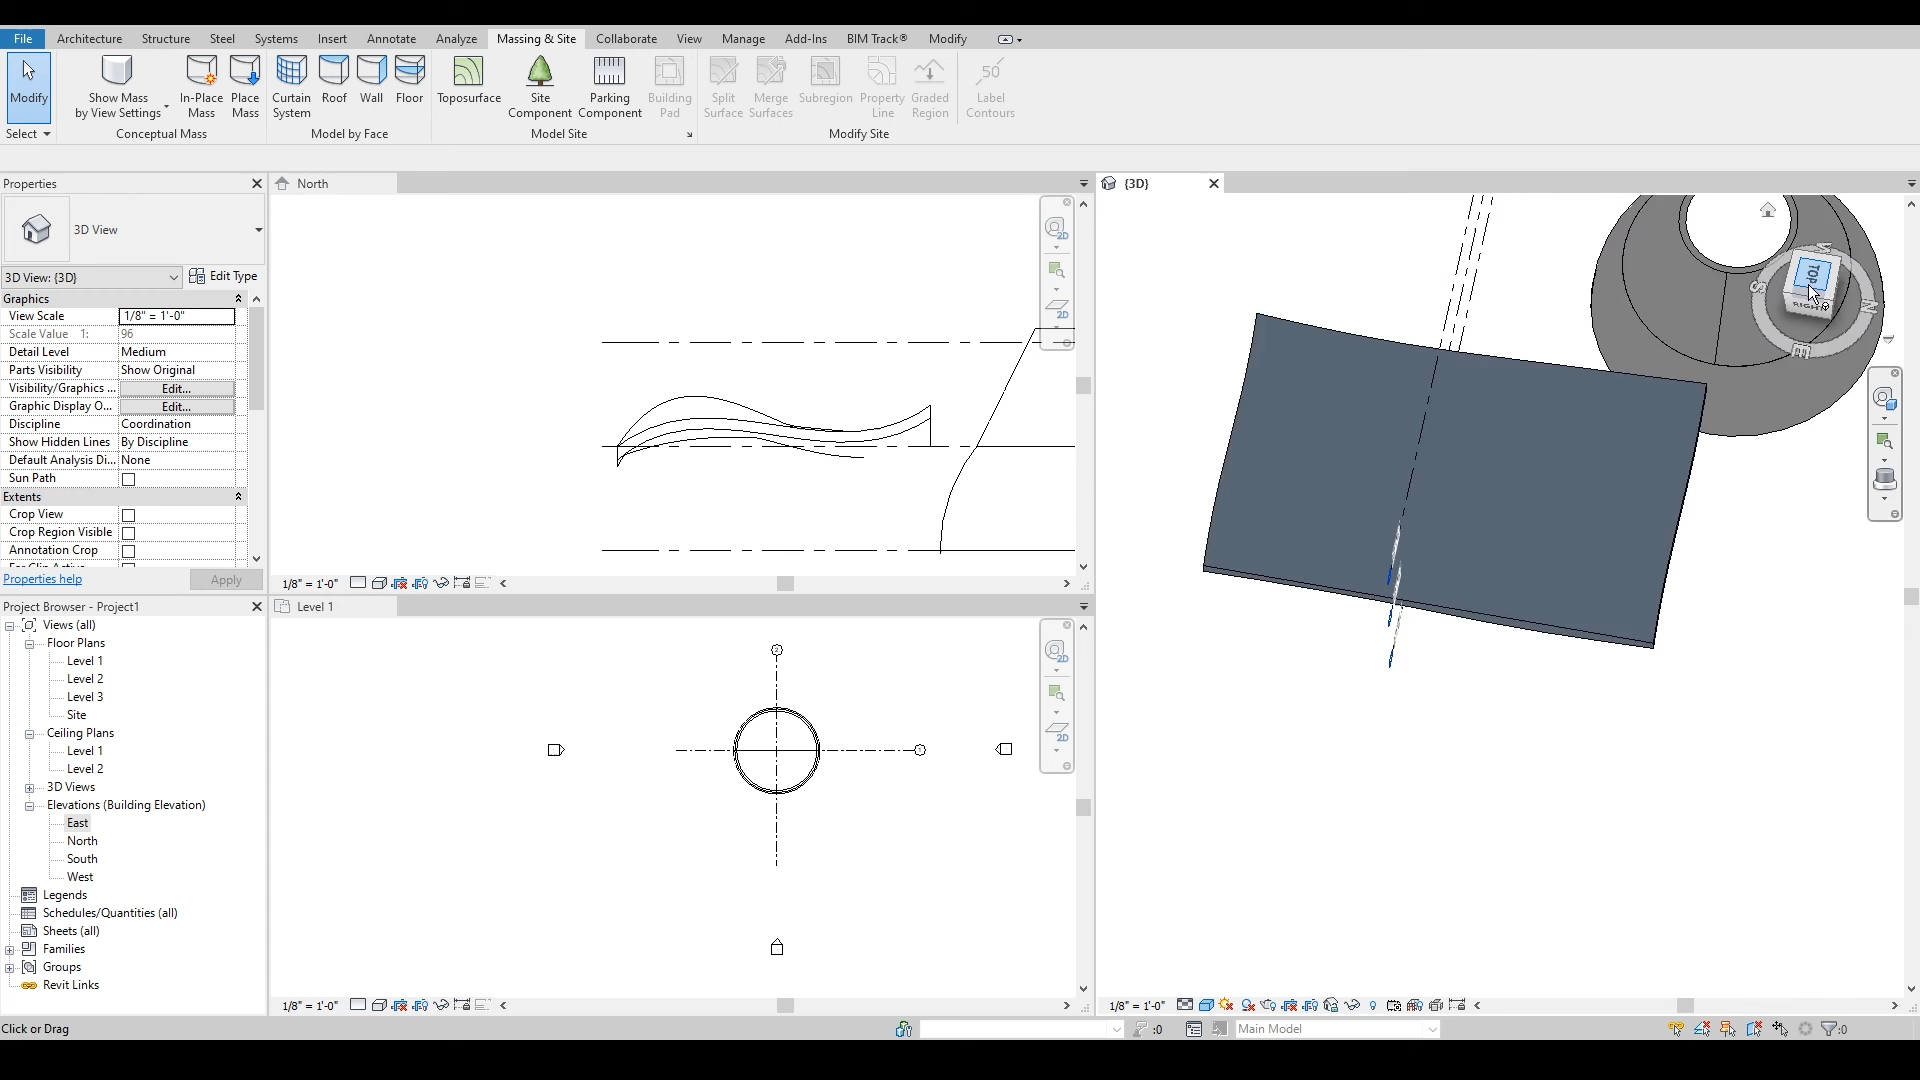 File Architecture Structure Steel Systems Insert Annotate Analyze Massing & Site Collaborate View Manage Add-Ins BIM Track® Modify
Modify
Show Mass by View Settings
In-Place Mass
Place Mass
Curtain System
Roof
Wall
Floor
Toposurface
Site Component
Parking Component
Building Pad
Split Surface
Merge Surfaces
Subregion
Property Line
Graded Region
50
Label Contours
Select Conceptual Mass Model by Face Model Site Modify Site
Properties
3D View
3D View: {3D} Edit Type
Graphics
View Scale 1/8" = 1'-0"
Scale Value 1: 96
Detail Level Medium
Parts Visibility Show Original
Visibility/Graphics ... Edit...
Graphic Display O... Edit...
Discipline Coordination
Show Hidden Lines By Discipline
Default Analysis Di... None
Sun Path
Extents
Crop View
Crop Region Visible
Annotation Crop
Far Clip Active
Properties help Apply
Project Browser - Project1
Views (all)
Floor Plans
Level 1
Level 2
Level 3
Site
Ceiling Plans
Level 1
Level 2
3D Views
Elevations (Building Elevation)
East
North
South
West
Legends
Schedules/Quantities (all)
Sheets (all)
Families
Groups
Revit Links
North
2D
2D
1/8" = 1'-0"
Level 1
2D
2D
1/8" = 1'-0"
{3D}
TOP
RIGHT
S
E
N
W
1/8" = 1'-0"
Click or Drag
:0
Main Model
:0